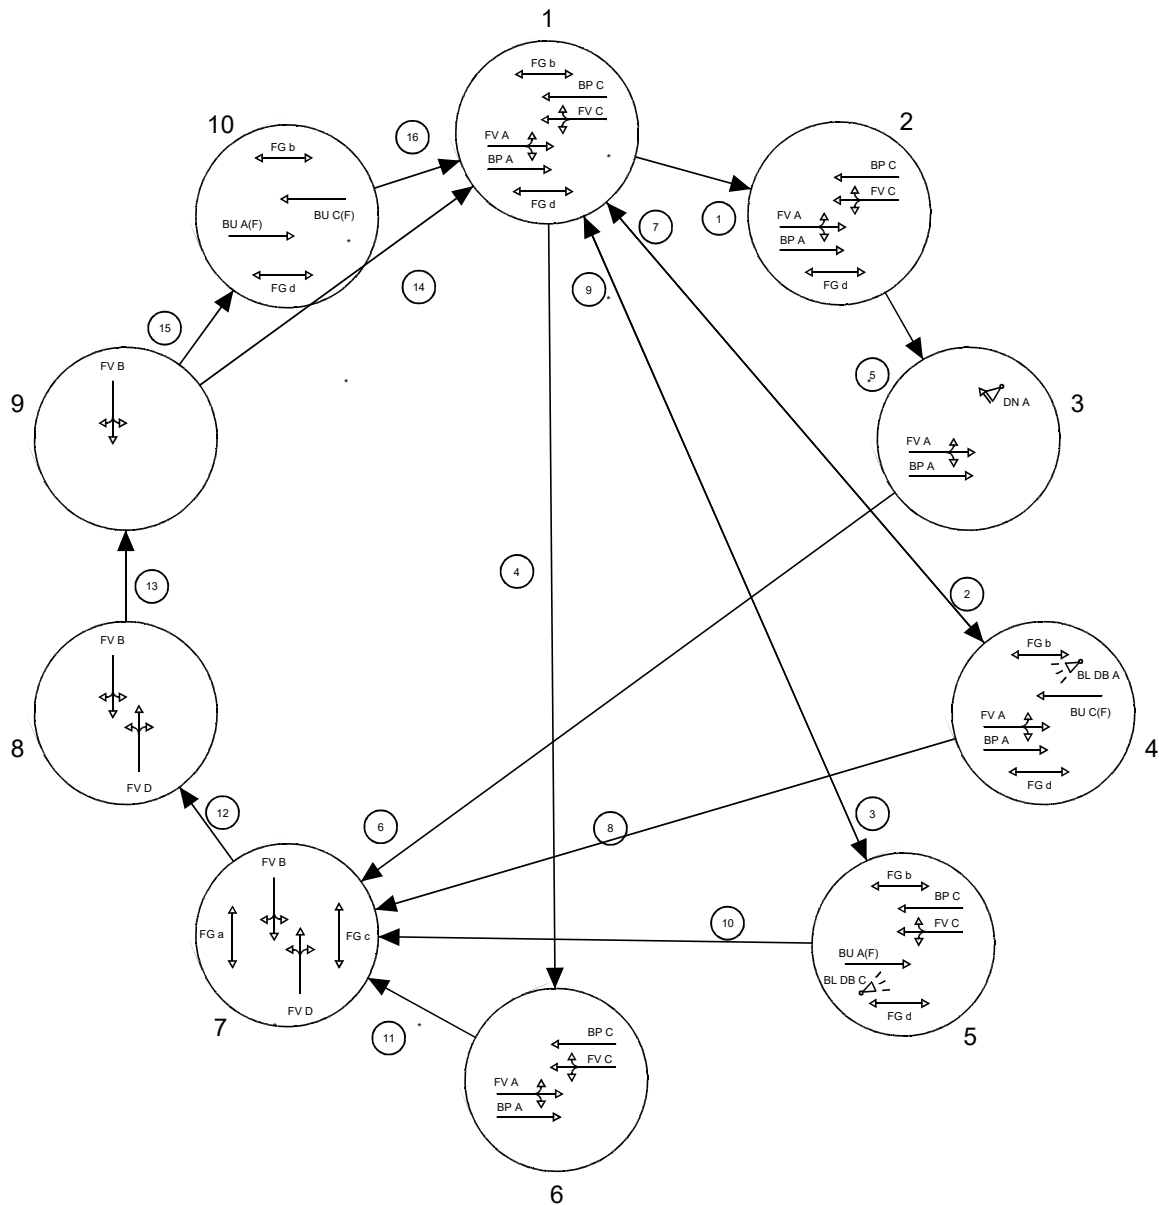 1
FG b
BP C
FV C
FV A
BP A
FG d
10
FG b
BU C(F)
BU A(F)
FG d
16
2
BP C
FV C
FV A
BP A
FG d
1
7
9
14
15
5
3
DN A
FV A
BP A
9
FV B
4
13
2
4
FG b
BL DB A
BU C(F)
FV A
BP A
FG d
8
FV B
FV D
12
6
8
3
5
FG b
BP C
FV C
BU A(F)
BL DB C
FG d
10
7
FV B
FG a
FG c
FV D
11
6
BP C
FV C
FV A
BP A